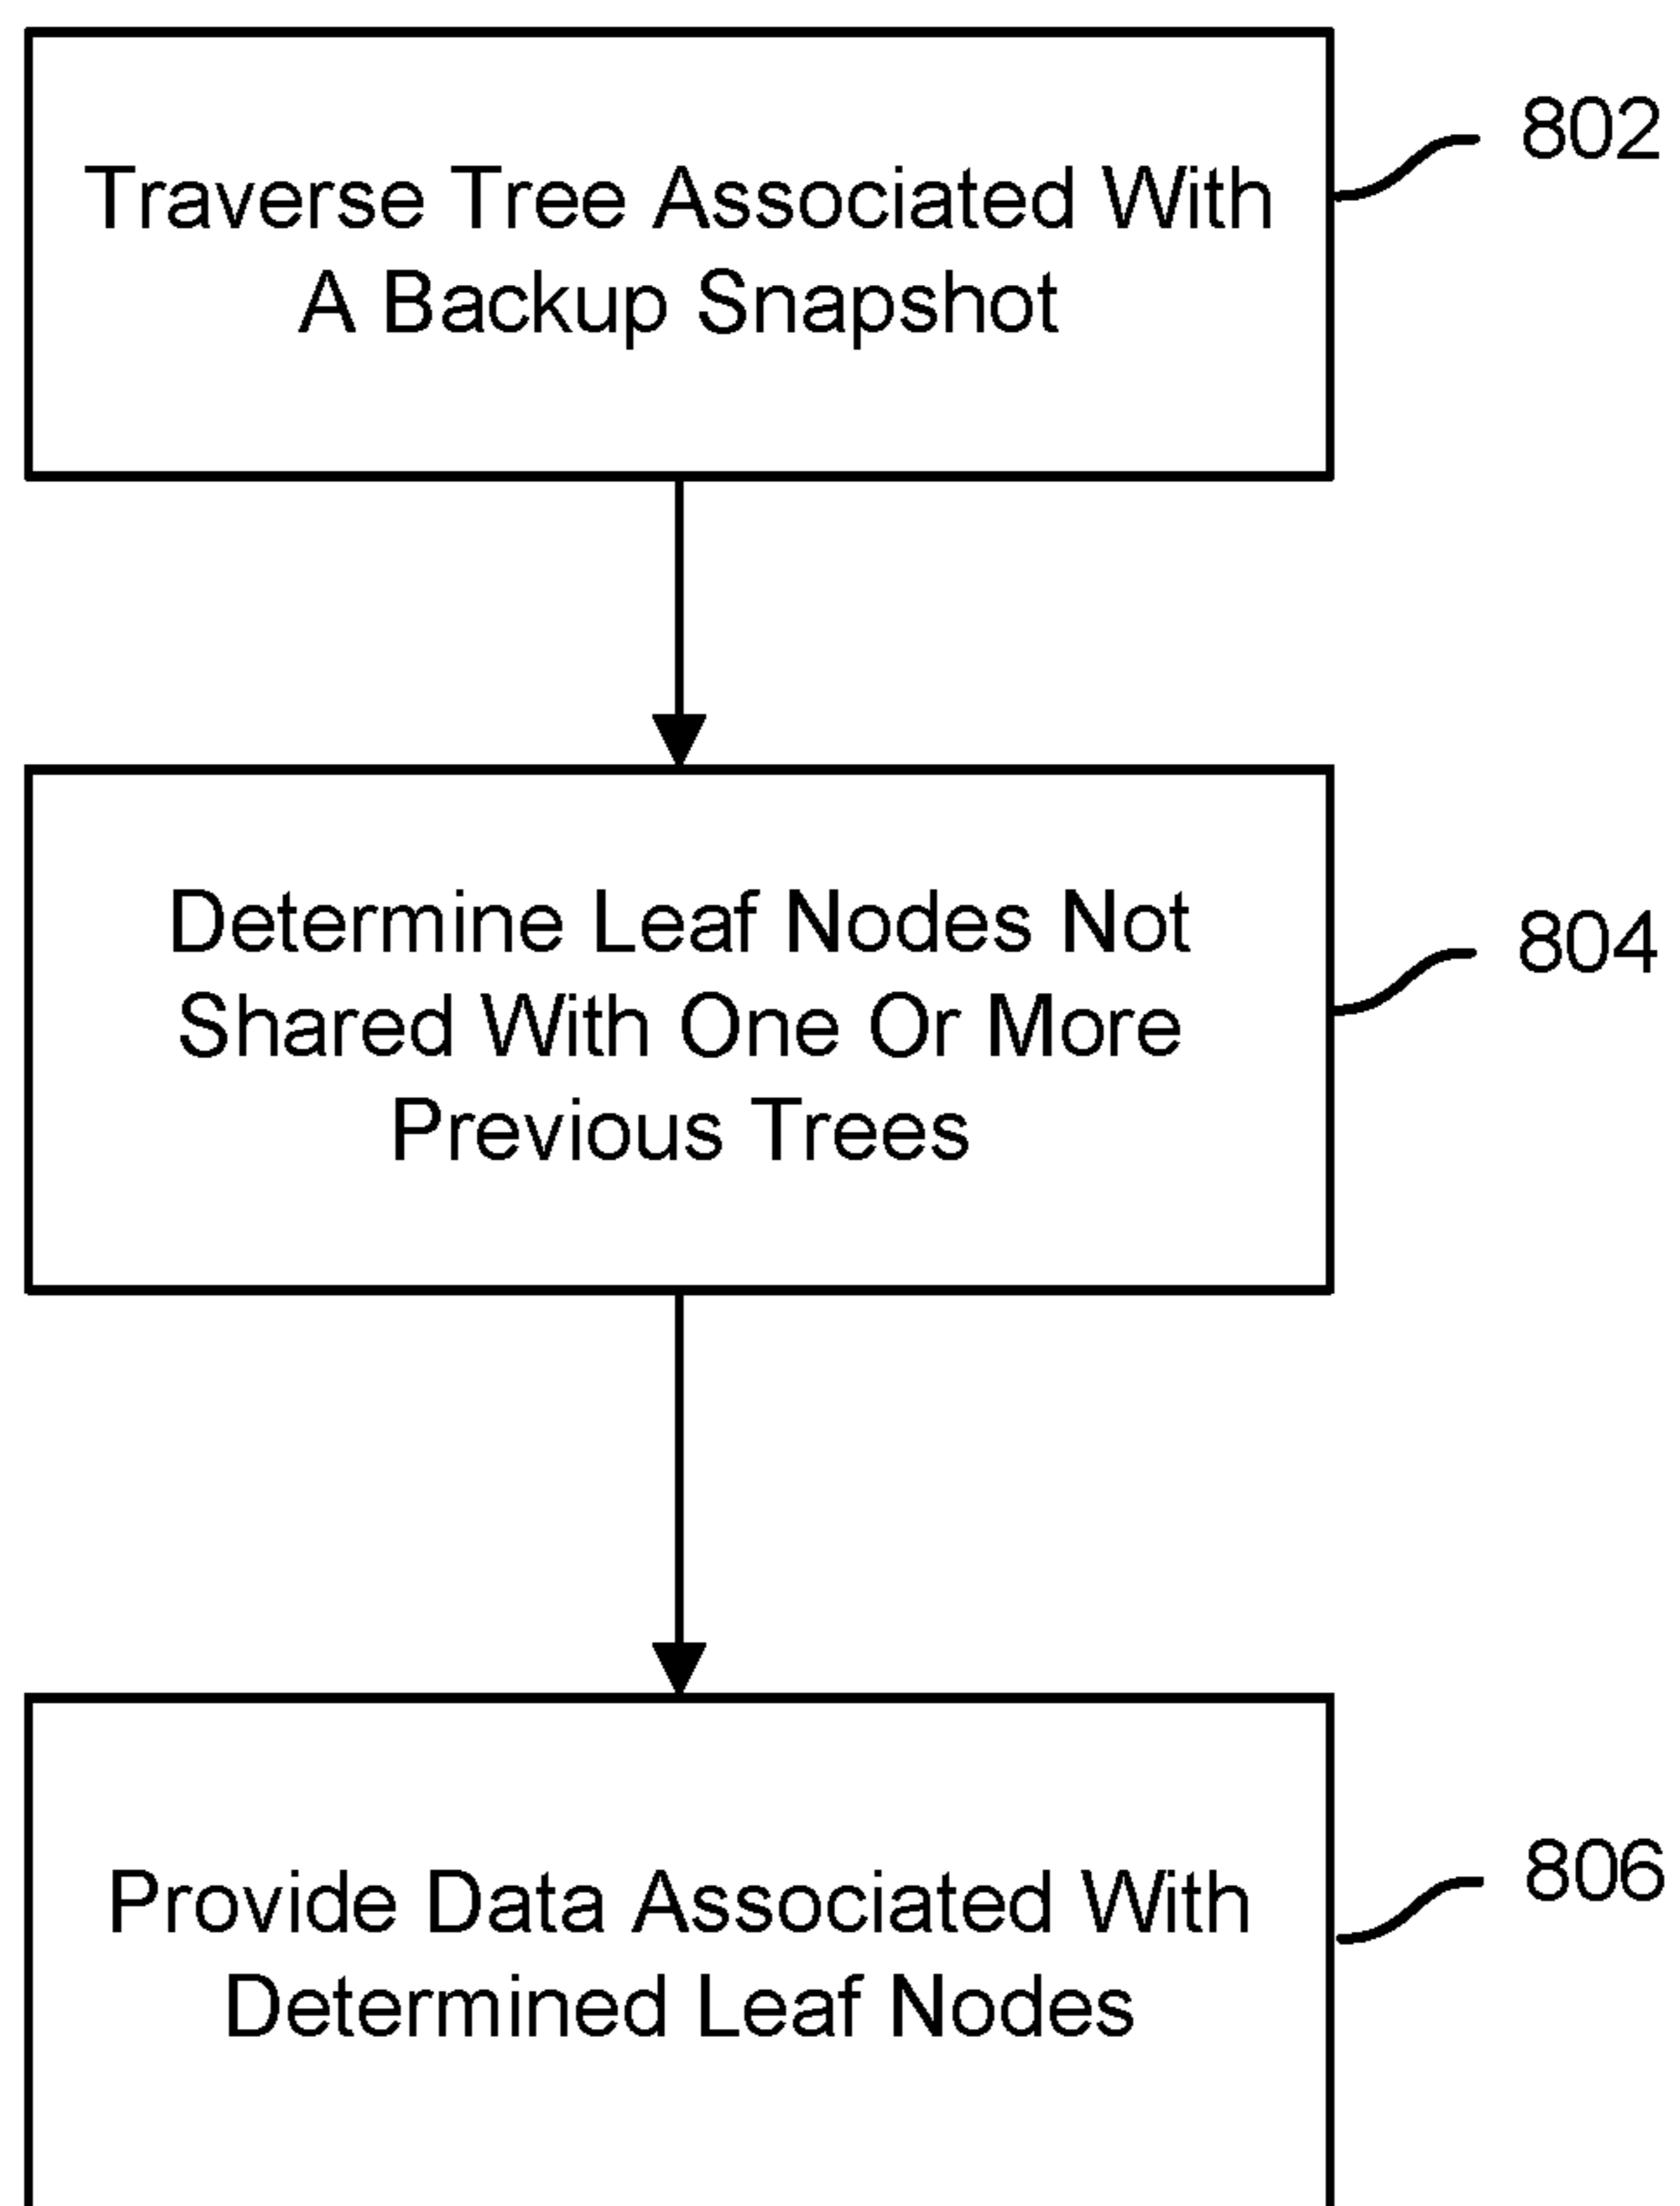 802
Traverse Tree Associated With
A Backup Snapshot
Determine Leaf Nodes Not
804
Shared With One Or More
Previous Trees
806
Provide Data Associated With
Determined Leaf Nodes